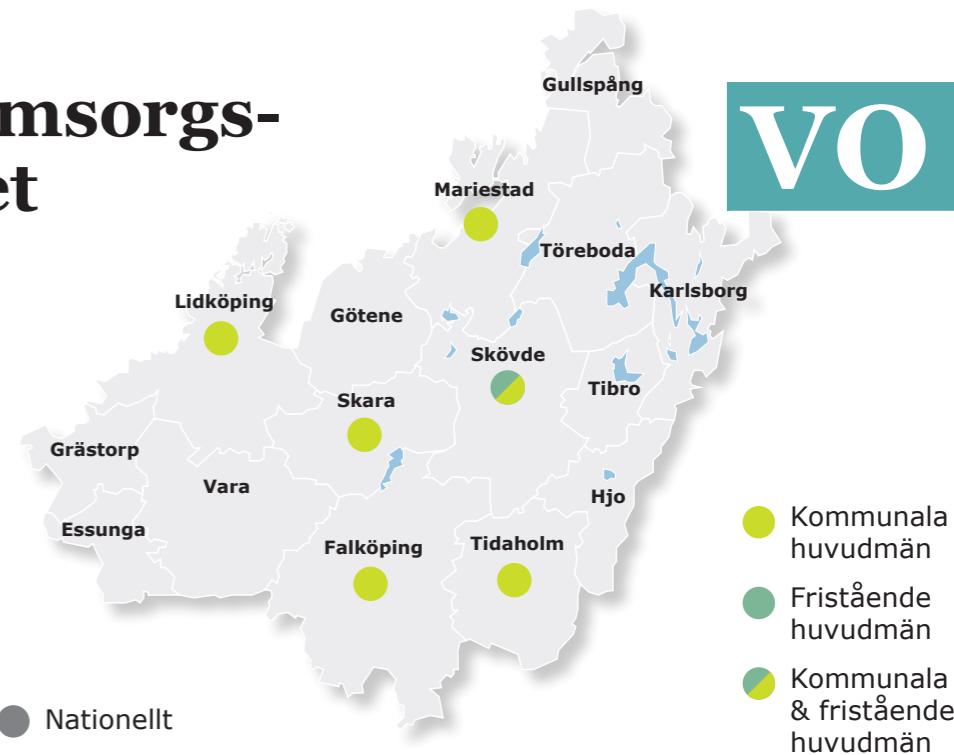 msorgs-
et
VO
Gullspång
Mariestad
Töreboda
Karlsborg
Lidköping
Götene
Skövde
Tibro
Skara
Grästorp
Vara
Hjo
Essunga
Falköping
Tidaholm
Kommunala
huvudmän
Fristående
huvudmän
Kommunala
& fristående
huvudmän
Nationellt